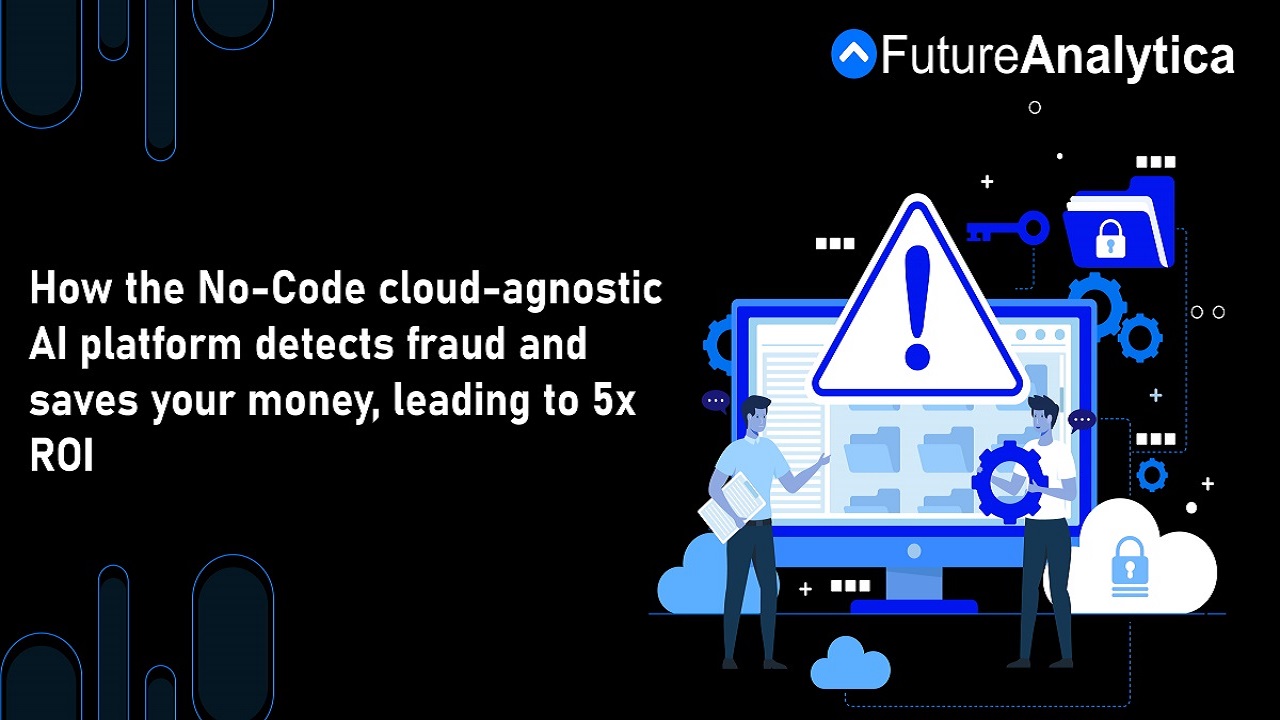 FutureAnalytica
How the No-Code cloud-agnostic
AI platform detects fraud and
saves your money, leading to 5x
ROI